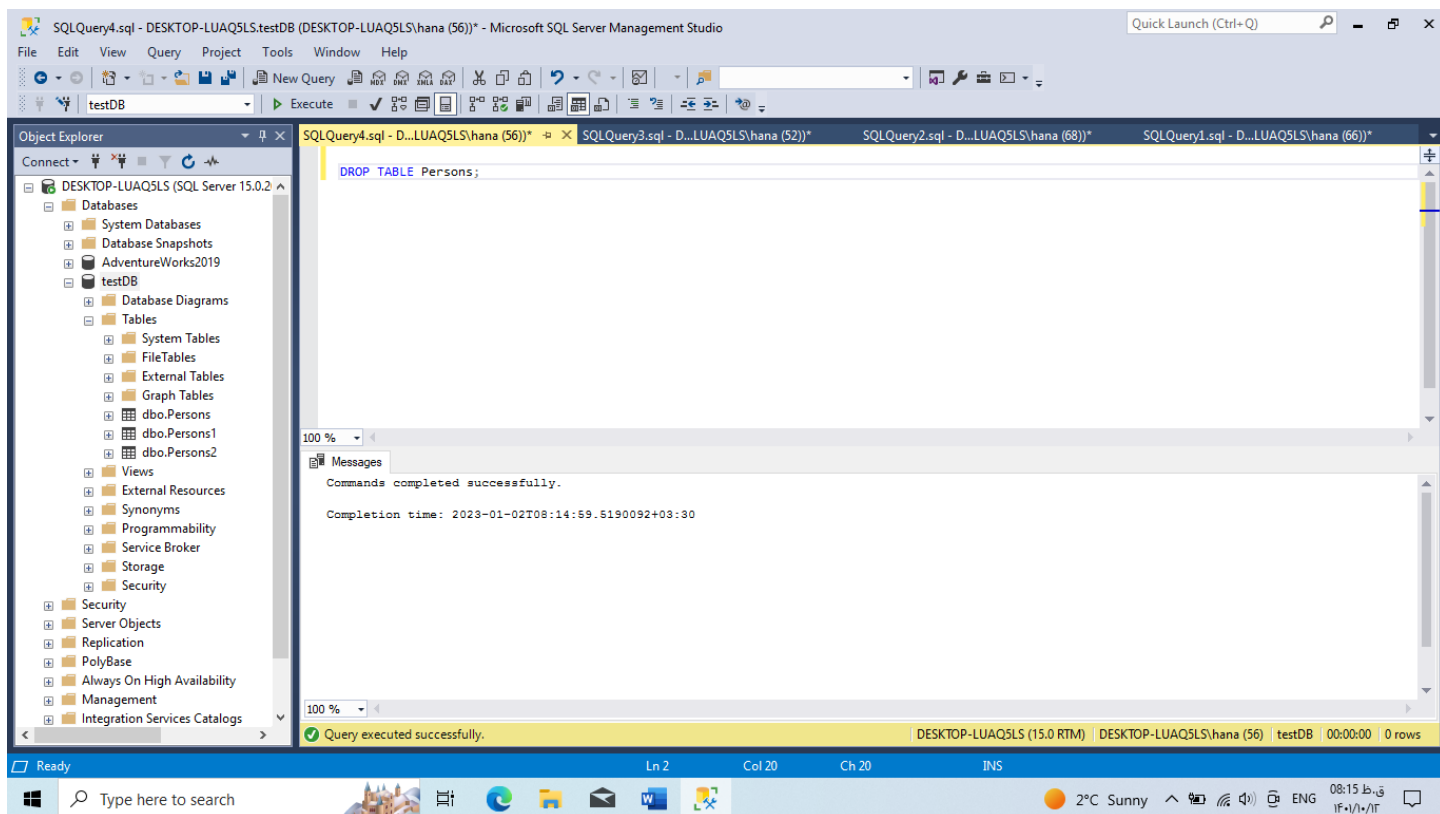 SQLQuery4.sql - DESKTOP-LUAQ5LS.testDB (DESKTOP-LUAQ5LS\hana (56))* - Microsoft SQL Server Management Studio
Quick Launch (Ctrl+Q)
File Edit View Query Project Tools Window Help
New Query
MDX DMX XMLA DAX
testDB
Execute
Object Explorer
SQLQuery4.sql - D...LUAQ5LS\hana (56))*
SQLQuery3.sql - D...LUAQ5LS\hana (52))*
SQLQuery2.sql - D...LUAQ5LS\hana (68))*
SQLQuery1.sql - D...LUAQ5LS\hana (66))*
Connect
DESKTOP-LUAQ5LS (SQL Server 15.0.2
Databases
System Databases
Database Snapshots
AdventureWorks2019
testDB
Database Diagrams
Tables
System Tables
FileTables
External Tables
Graph Tables
dbo.Persons
dbo.Persons1
dbo.Persons2
Views
External Resources
Synonyms
Programmability
Service Broker
Storage
Security
Security
Server Objects
Replication
PolyBase
Always On High Availability
Management
Integration Services Catalogs
DROP TABLE Persons;
100 %
Messages
Commands completed successfully.
Completion time: 2023-01-02T08:14:59.5190092+03:30
100 %
Query executed successfully.
DESKTOP-LUAQ5LS (15.0 RTM)
DESKTOP-LUAQ5LS\hana (56)
testDB
00:00:00
0 rows
Ready
Ln 2
Col 20
Ch 20
INS
Type here to search
2°C Sunny
ENG
08:15 ق.ظ
۱۴۰۱/۱۰/۱۲